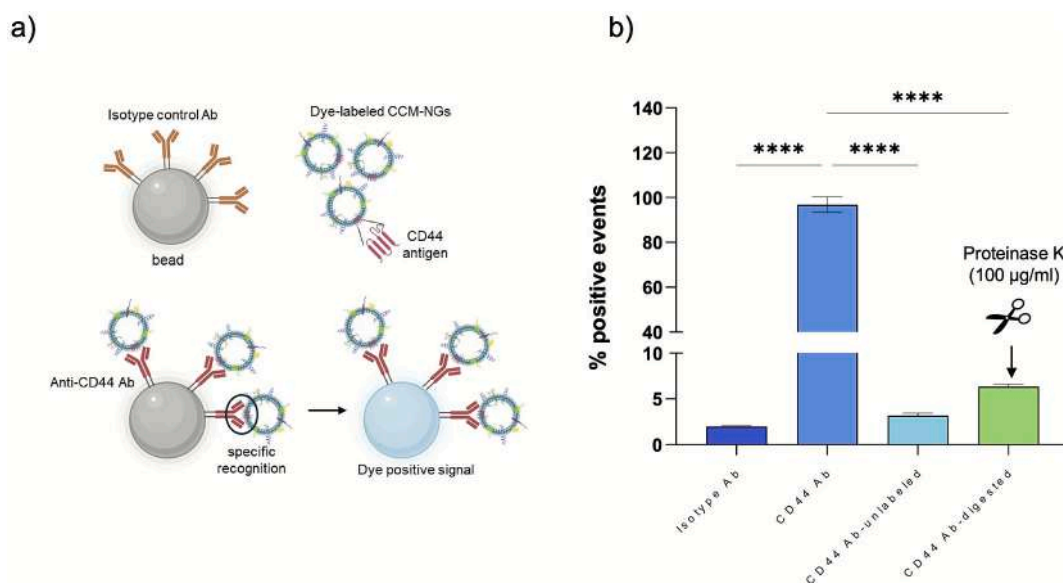 a)
Isotype control Ab
bead
Dye-labeled CCM-NGs
CD44
antigen
Anti-CD44 Ab
specific
recognition
Dye positive signal
b)
% positive events
140
120
100
80
60
40
10
5
0
****
****
****
Proteinase K
(100 µg/ml)
Isotype Ab
CD44 Ab
CD44 Ab-unlabeled
CD44 Ab-digested